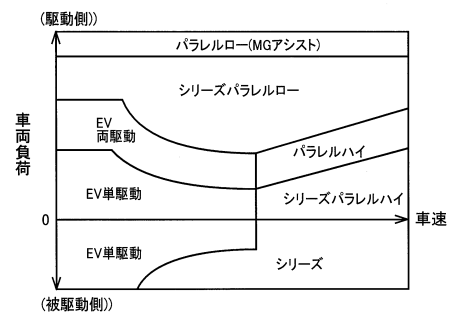 (駆動側))
パラレルロー(MGアシスト)
シリーズパラレルロー
EV
両駆動
車両負荷
パラレルハイ
EV単駆動
シリーズパラレルハイ
0
車速
EV単駆動
シリーズ
(被駆動側))